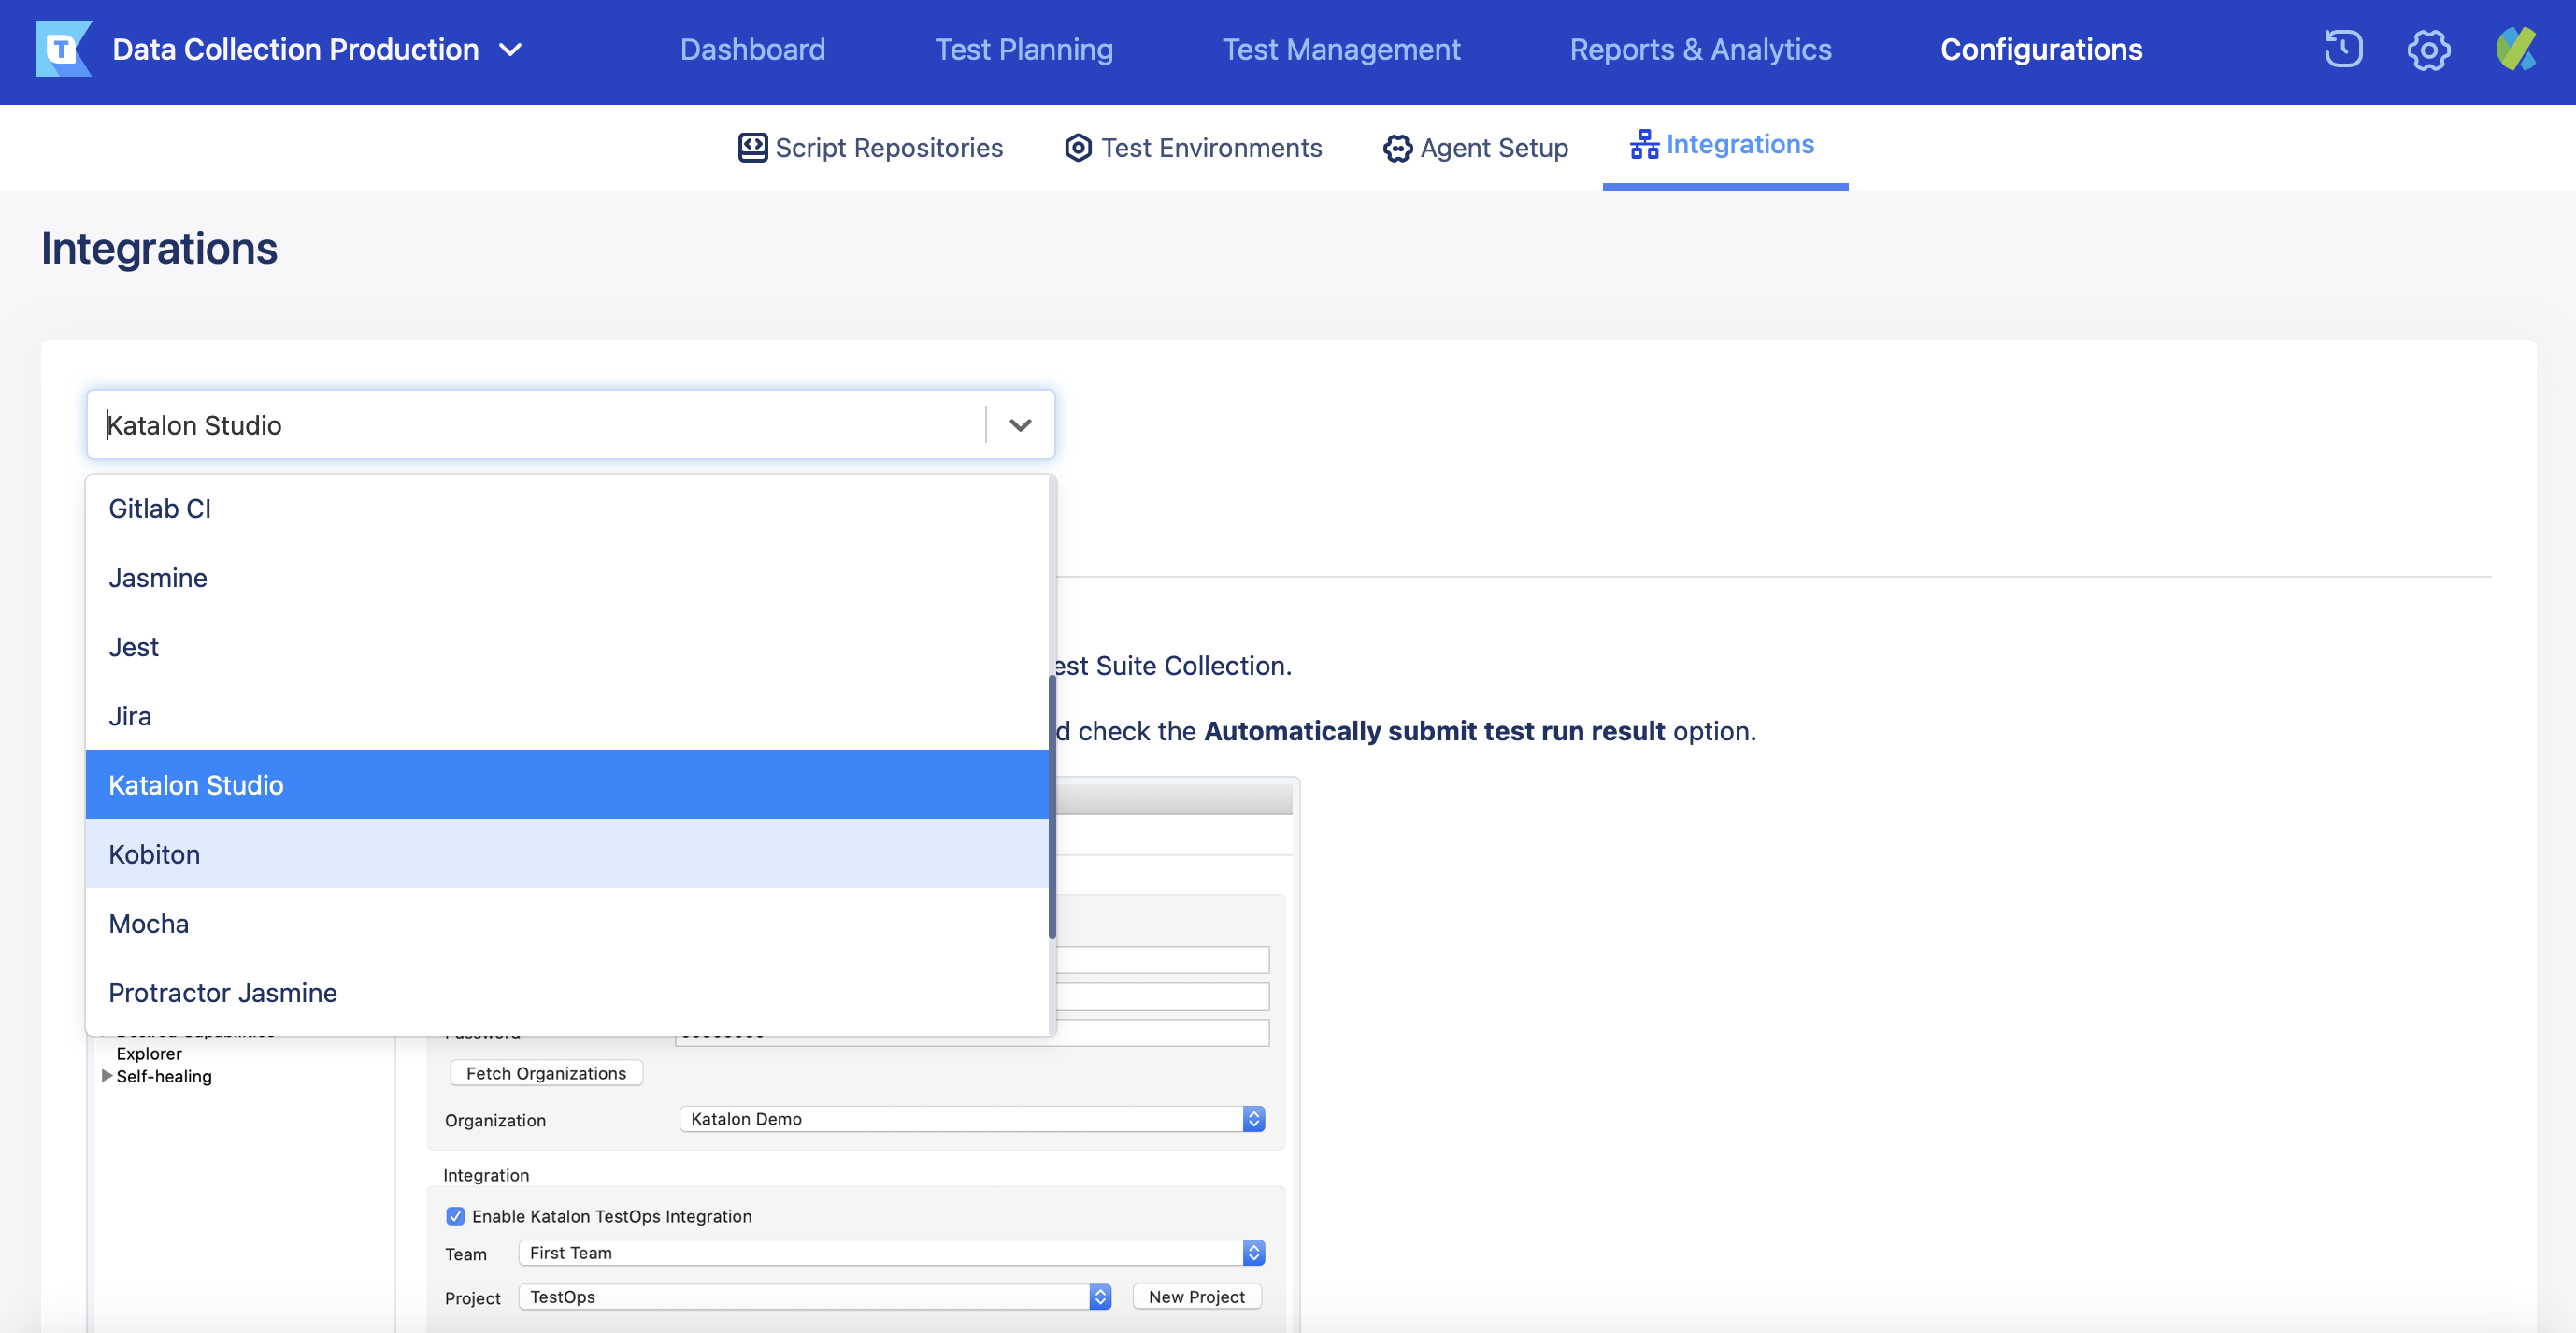 T Data Collection Production Dashboard Test Planning Test Management Reports & Analytics Configurations
Script Repositories Test Environments Agent Setup Integrations
Integrations
Katalon Studio
Gitlab CI
Jasmine
Jest
est Suite Collection.
Jira
d check the Automatically submit test run result option.
Katalon Studio
Kobiton
Mocha
Protractor Jasmine
Explorer
Self-healing
Fetch Organizations
Organization Katalon Demo
Integration
Enable Katalon TestOps Integration
Team First Team
Project TestOps New Project